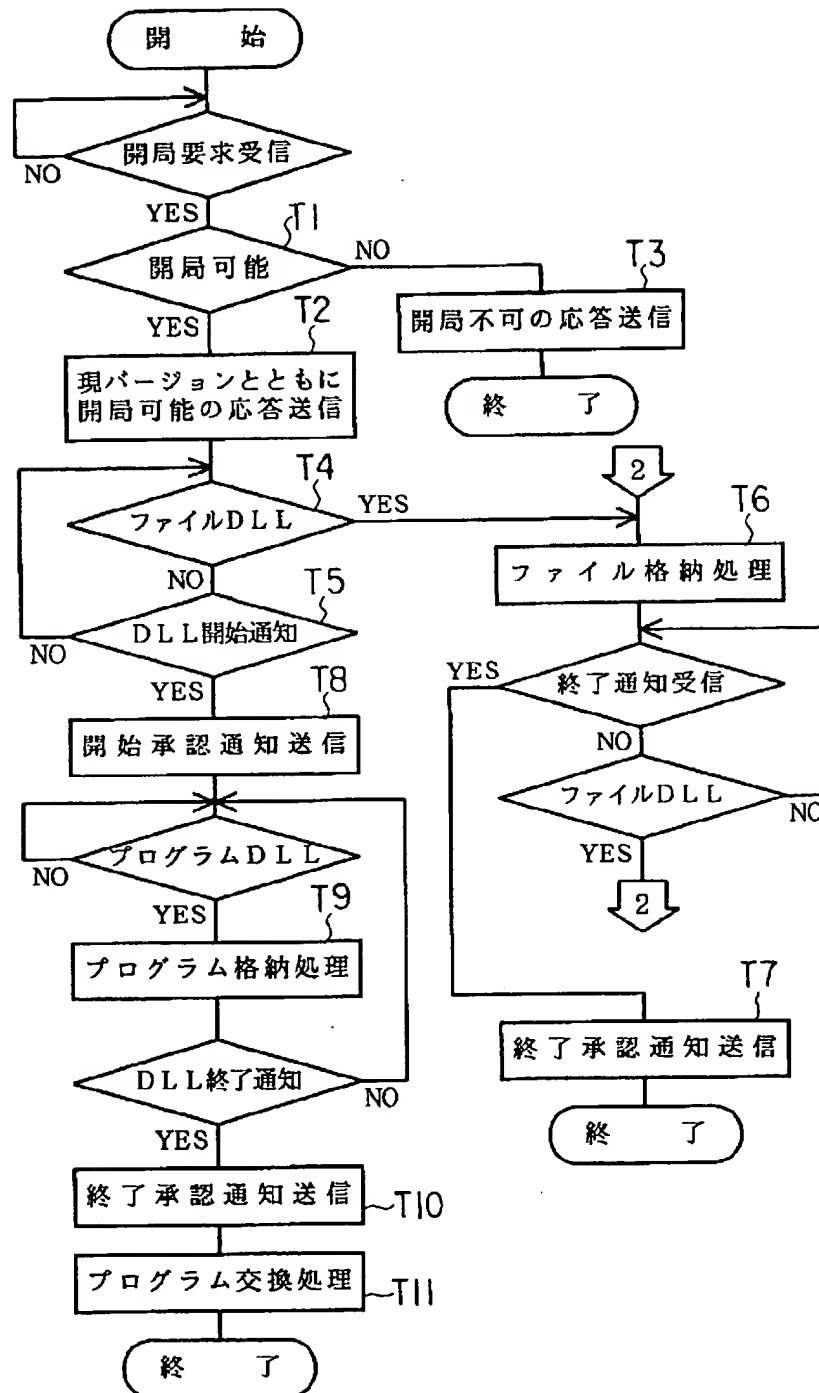 開始
開局要求受信
NO
YES
T1
開局可能
NO
YES
T3
開局不可の応答送信
終了
T2
現バージョンとともに
開局可能の応答送信
T4
ファイルDLL
YES
NO
T5
DLL開始通知
NO
YES
T8
開始承認通知送信
プログラムDLL
NO
YES
T9
プログラム格納処理
DLL終了通知
NO
YES
終了承認通知送信
T10
プログラム交換処理
T11
終了
2
T6
ファイル格納処理
YES
終了通知受信
NO
ファイルDLL
NO
YES
2
T7
終了承認通知送信
終了